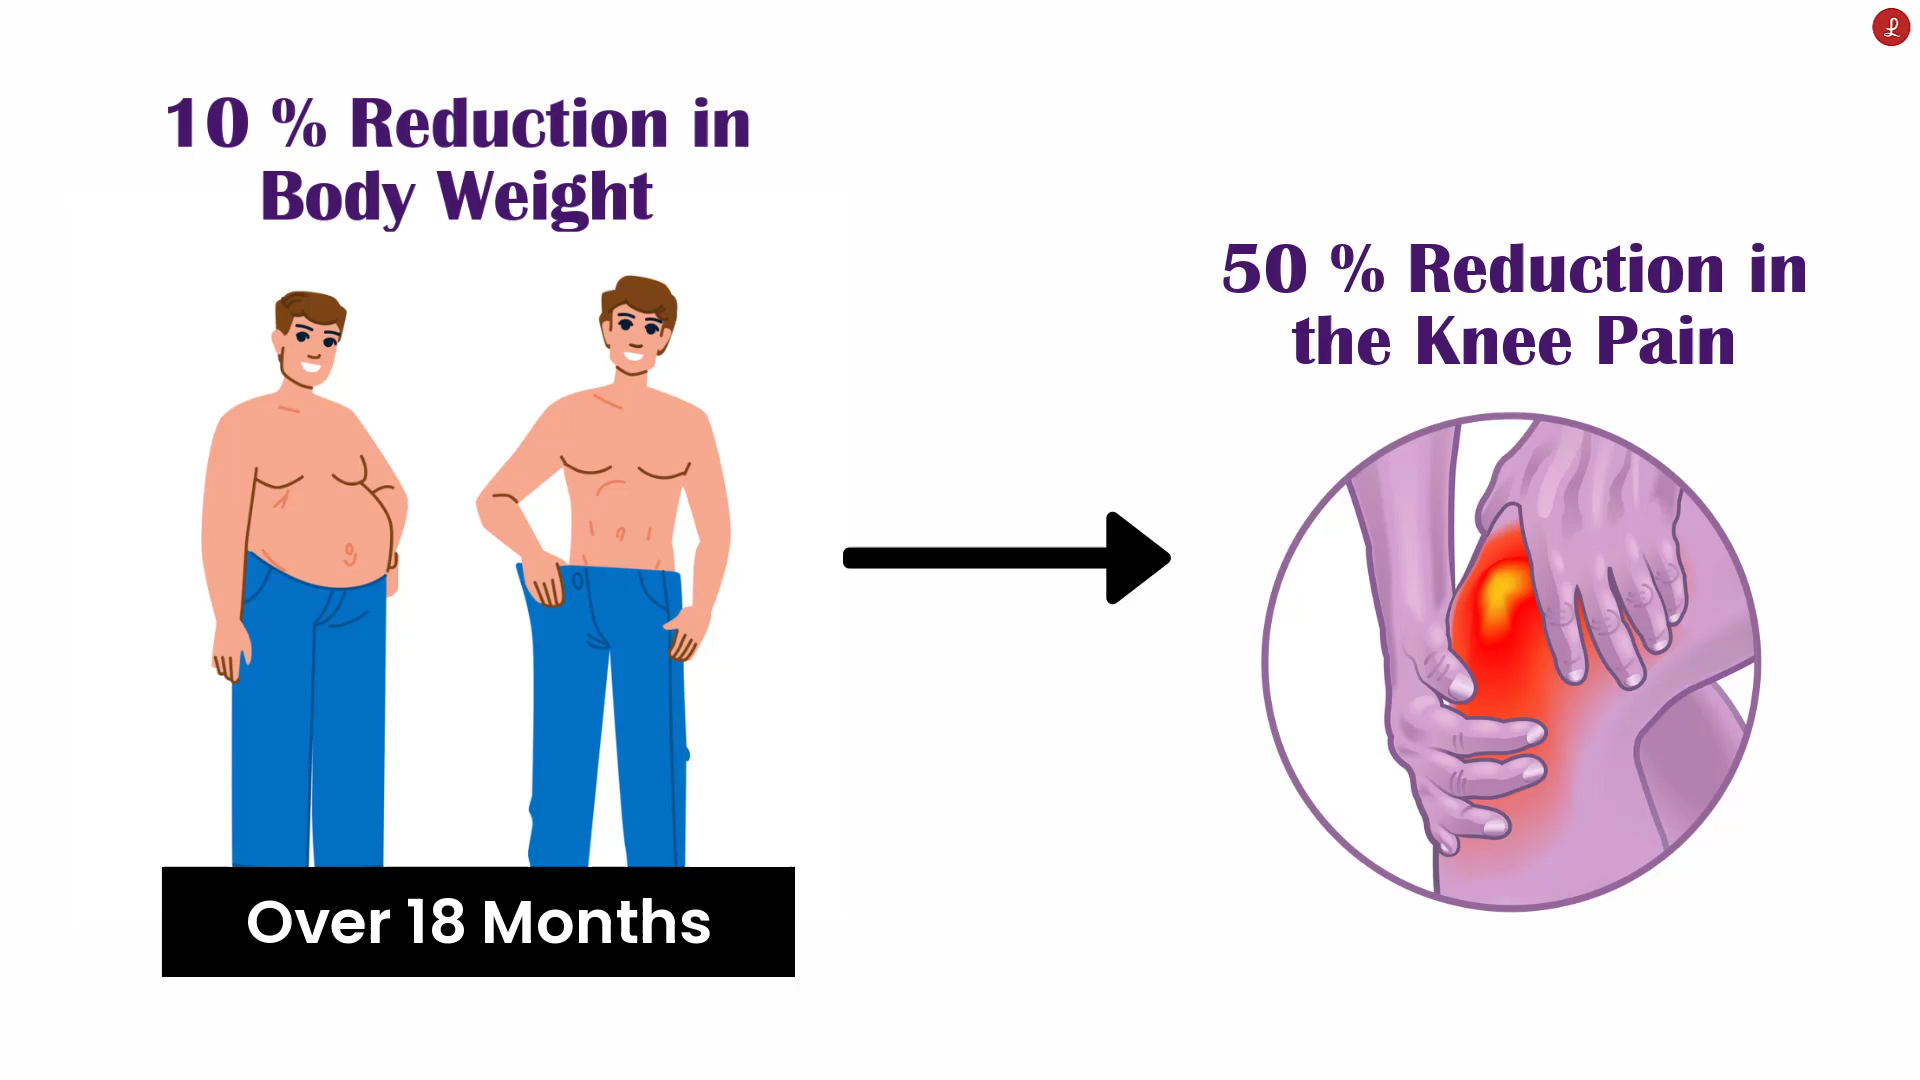 10 % Reduction in
Body Weight
50 % Reduction in
the Knee Pain
Over 18 Months